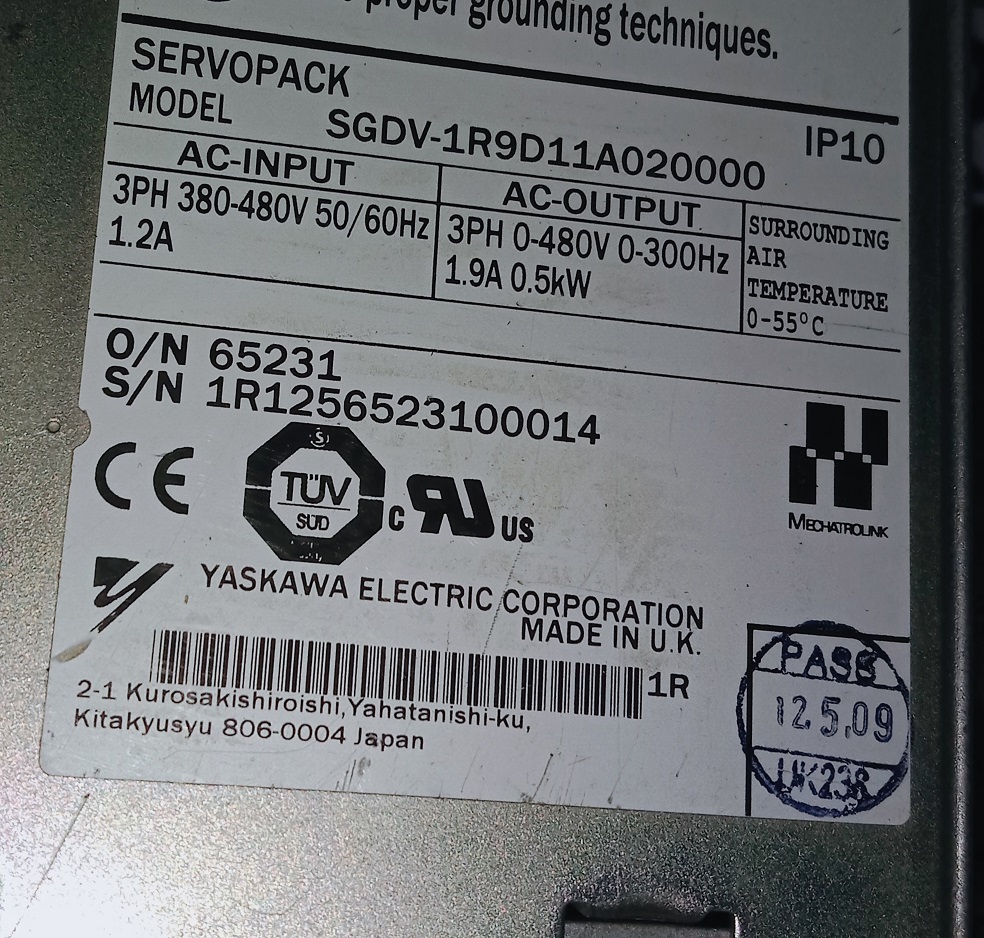 proper grounding techniques.
SERVOPACK
MODEL SGDV-1R9D11A020000 IP10
AC-INPUT
3PH 380-480V 50/60Hz
1.2A
AC-OUTPUT
3PH 0-480V 0-300Hz
1.9A 0.5kW
SURROUNDING
AIR
TEMPERATURE
0-55°C
O/N 65231
S/N 1R1256523100014
CE
TÜV
SÜD
c RU US
MECHATROLINK
YASKAWA ELECTRIC CORPORATION
MADE IN U.K.
1R
2-1 Kurosakishiroishi,Yahatanishi-ku,
Kitakyusyu 806-0004 Japan
PASS
12.5.09
UK238